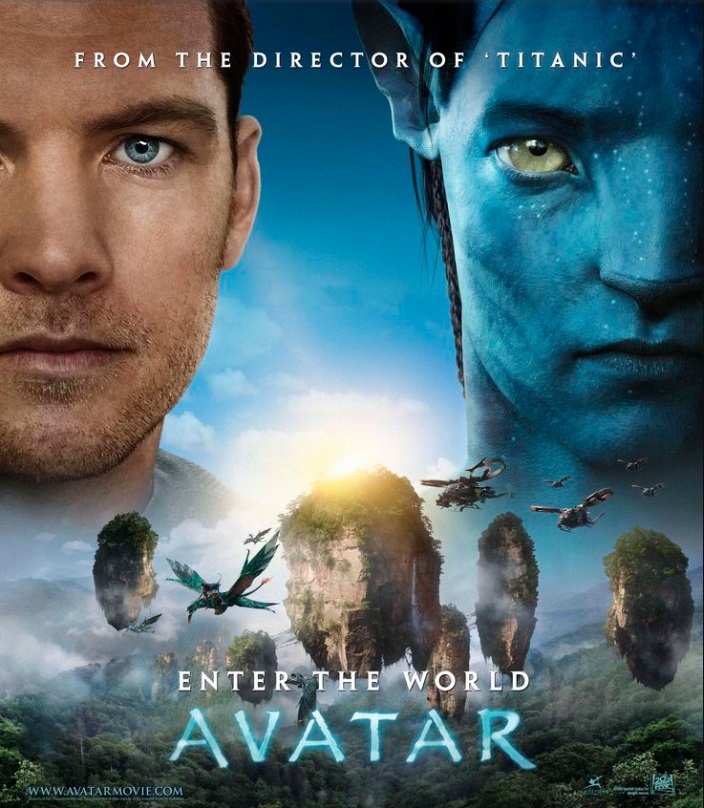 FROM THE DIRECTOR OF 'TITANIC'
ENTER THE WORLD
AVATAR
WWW.AVATARMOVIE.COM